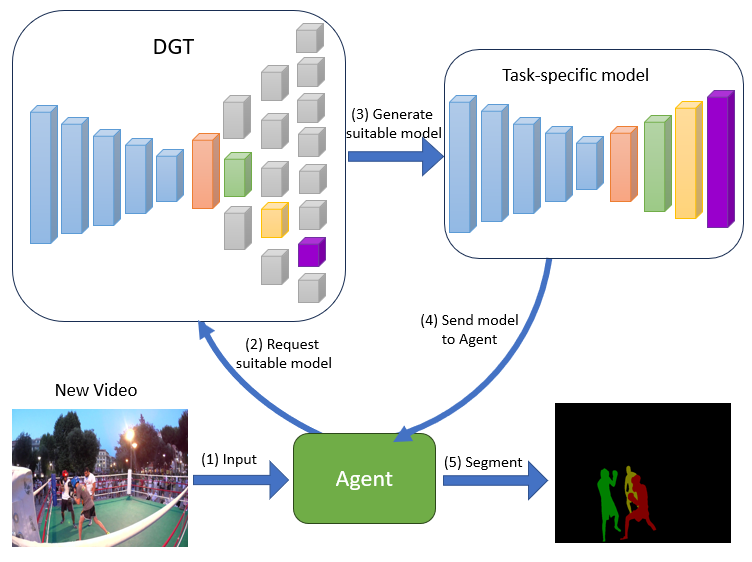 DGT
Task-specific model
(3) Generate
suitable model
(4) Send model
to Agent
(2) Request
suitable model
New Video
(1) Input
Agent
(5) Segment